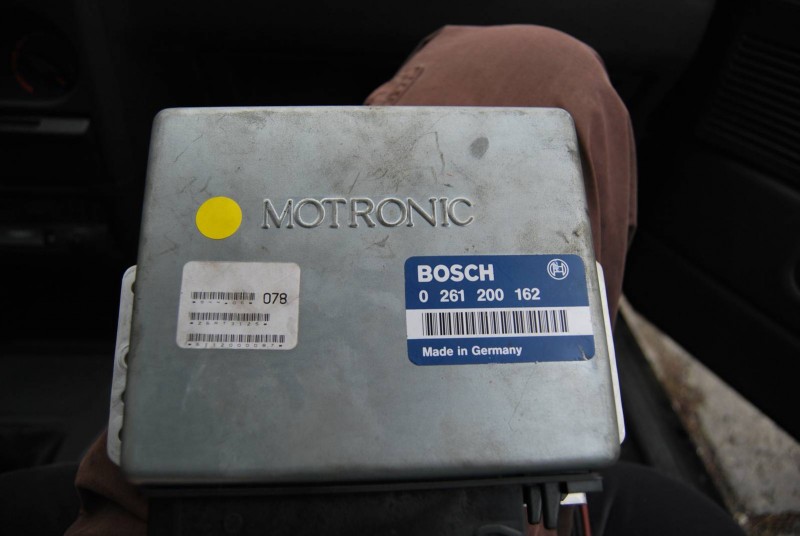 MOTRONIC
078
BOSCH
0 261 200 162
Made in Germany